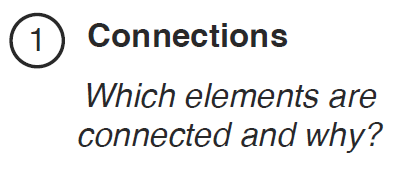 1 Connections
Which elements are
connected and why?